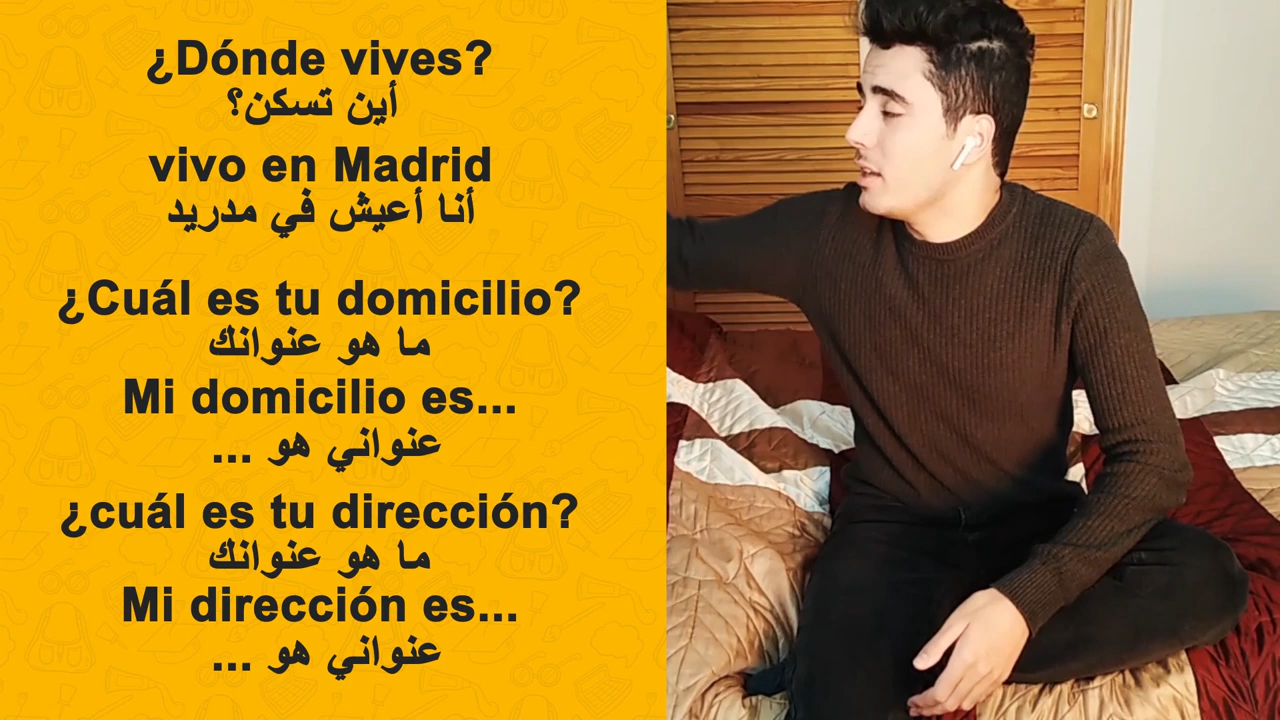 ¿Dónde vives?
أين تسكن؟
vivo en Madrid
أنا أعيش في مدريد
¿Cuál es tu domicilio?
ما هو عنوانك
Mi domicilio es...
عنواني هو ...
¿cuál es tu dirección?
ما هو عنوانك
Mi dirección es...
عنواني هو ...